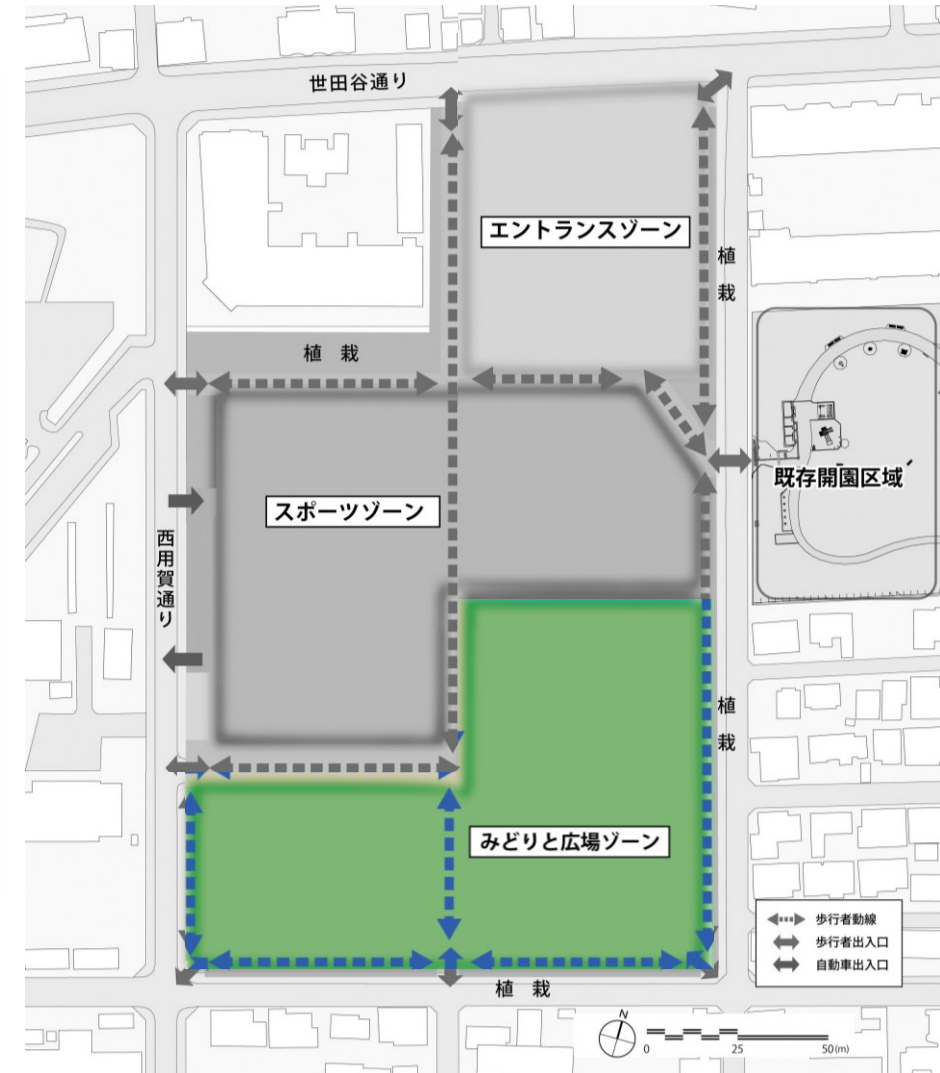 世田谷通り
エントランスゾーン
植栽
植 栽
既存開園区域
スポーツゾーン
西用賀通り
植栽
みどりと広場ゾーン
歩行者動線
歩行者出入口
自動車出入口
植 栽
N
0 25 50(m)